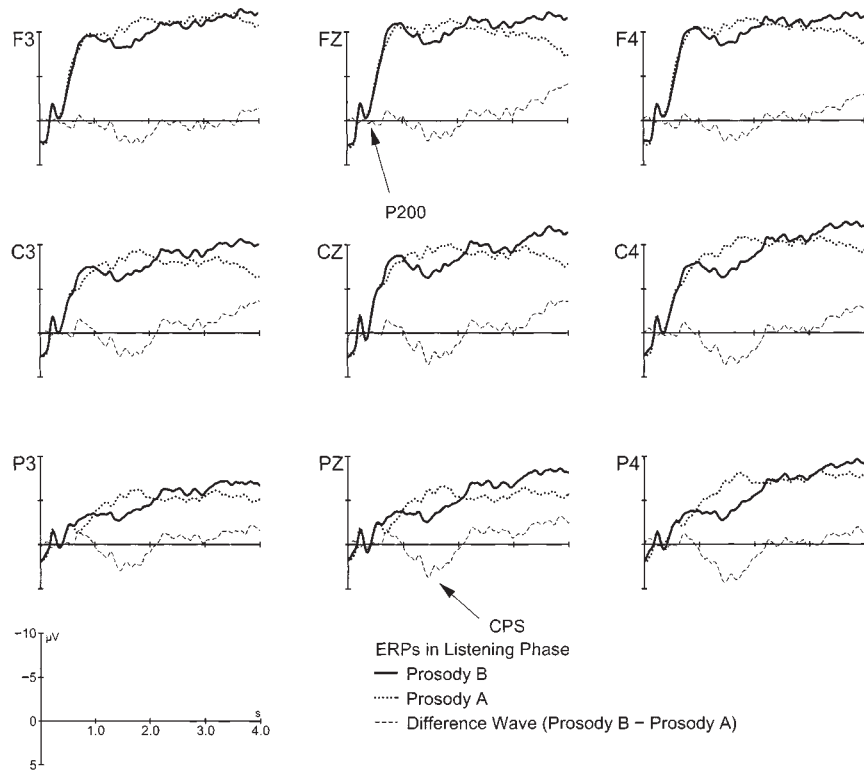 F3
FZ
F4
P200
C3
CZ
C4
P3
PZ
P4
CPS
ERPs in Listening Phase
Prosody B
Prosody A
Difference Wave (Prosody B − Prosody A)
−10
µV
−5
0
5
s
1.0 2.0 3.0 4.0